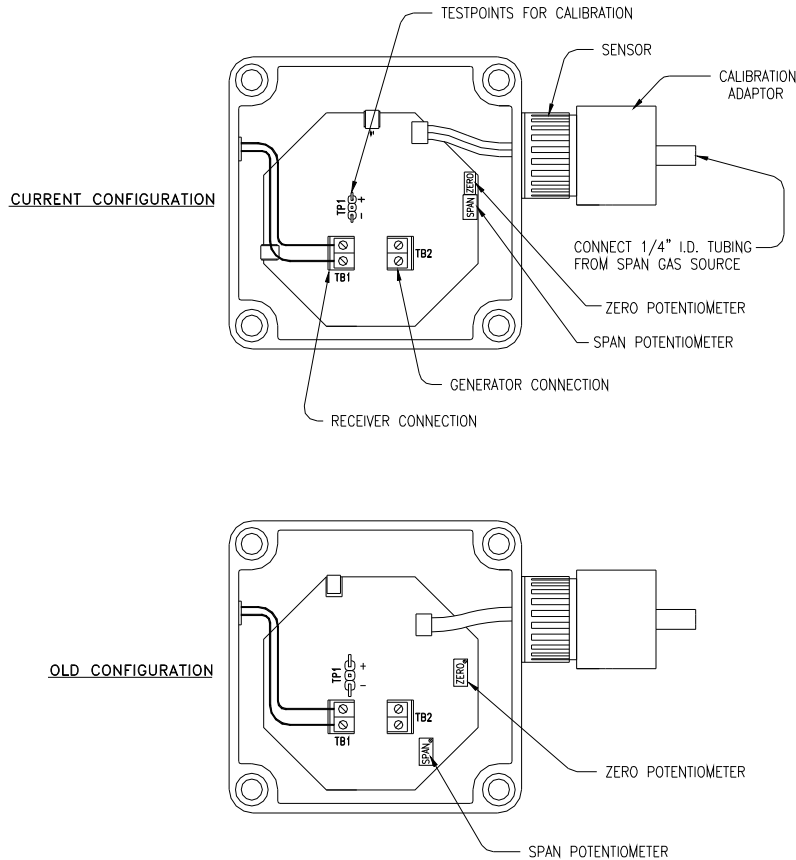 TESTPOINTS FOR CALIBRATION
SENSOR
CALIBRATION
ADAPTOR
CURRENT CONFIGURATION
TP1
+
-
ZERO
SPAN
TB1
TB2
CONNECT 1/4" I.D. TUBING
FROM SPAN GAS SOURCE
ZERO POTENTIOMETER
SPAN POTENTIOMETER
GENERATOR CONNECTION
RECEIVER CONNECTION
OLD CONFIGURATION
TP1
+
-
ZERO
TB1
TB2
SPAN
ZERO POTENTIOMETER
SPAN POTENTIOMETER